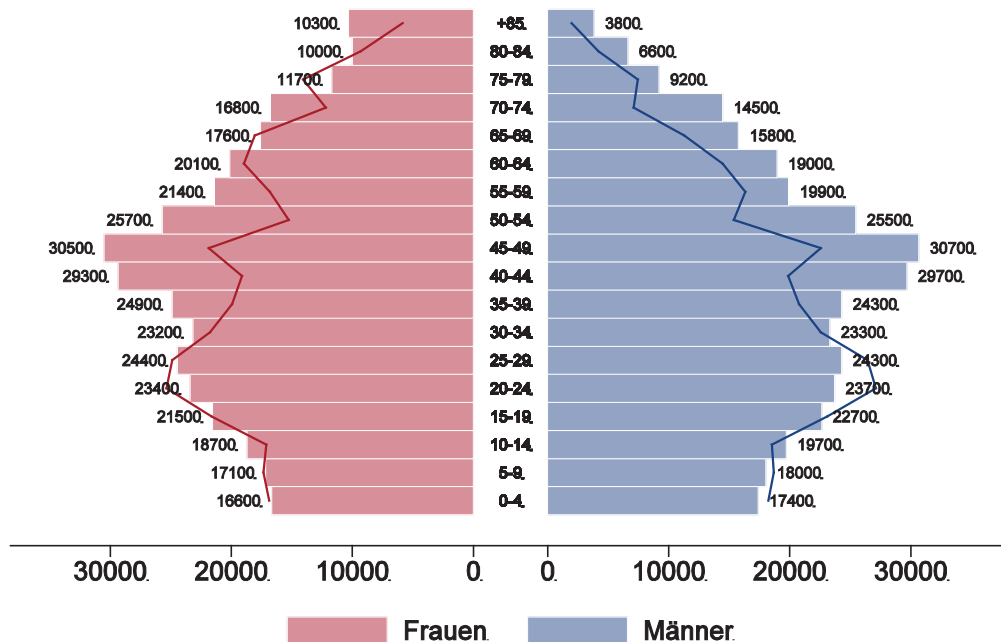 10300. +85. 3800.
10000. 80-84. 6600.
11700. 75-79. 9200.
16800. 70-74. 14500.
17600. 65-69. 15800.
20100. 60-64. 19000.
21400. 55-59. 19900.
25700. 50-54. 25500.
30500. 45-49. 30700.
29300. 40-44. 29700.
24900. 35-39. 24300.
23200. 30-34. 23300.
24400. 25-29. 24300.
23400. 20-24. 23700.
21500. 15-19. 22700.
18700. 10-14. 19700.
17100. 5-9. 18000.
16600. 0-4. 17400.
30000. 20000. 10000. 0. 0. 10000. 20000. 30000.
Frauen. Männer.